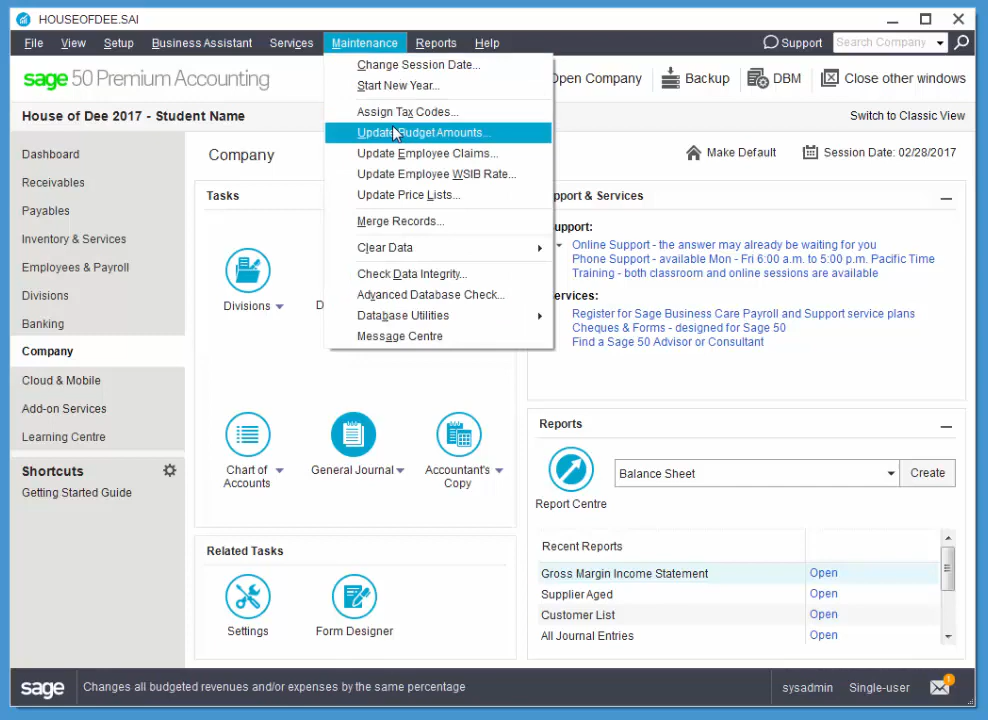 HOUSEOFDEE.SAI
File View Setup Business Assistant Services Maintenance Reports Help Support Search Company
sage 50 Premium Accounting
Open Company Backup DBM Close other windows
House of Dee 2017 - Student Name Switch to Classic View
Change Session Date...
Start New Year...
Assign Tax Codes...
Update Budget Amounts...
Update Employee Claims...
Update Employee WSIB Rate...
Update Price Lists...
Merge Records...
Clear Data
Check Data Integrity...
Advanced Database Check...
Database Utilities
Message Centre
Dashboard
Receivables
Payables
Inventory & Services
Employees & Payroll
Divisions
Banking
Company
Cloud & Mobile
Add-on Services
Learning Centre
Shortcuts
Getting Started Guide
Company Make Default Session Date: 02/28/2017
Tasks
Divisions D
Chart of
Accounts
General Journal
Accountant's
Copy
Related Tasks
Settings Form Designer
pport & Services
upport:
Online Support - the answer may already be waiting for you
Phone Support - available Mon - Fri 6:00 a.m. to 5:00 p.m. Pacific Time
Training - both classroom and online sessions are available
ervices:
Register for Sage Business Care Payroll and Support service plans
Cheques & Forms - designed for Sage 50
Find a Sage 50 Advisor or Consultant
Reports
Report Centre
Balance Sheet Create
Recent Reports
Gross Margin Income Statement Open
Supplier Aged Open
Customer List Open
All Journal Entries Open
sage Changes all budgeted revenues and/or expenses by the same percentage sysadmin Single-user 1